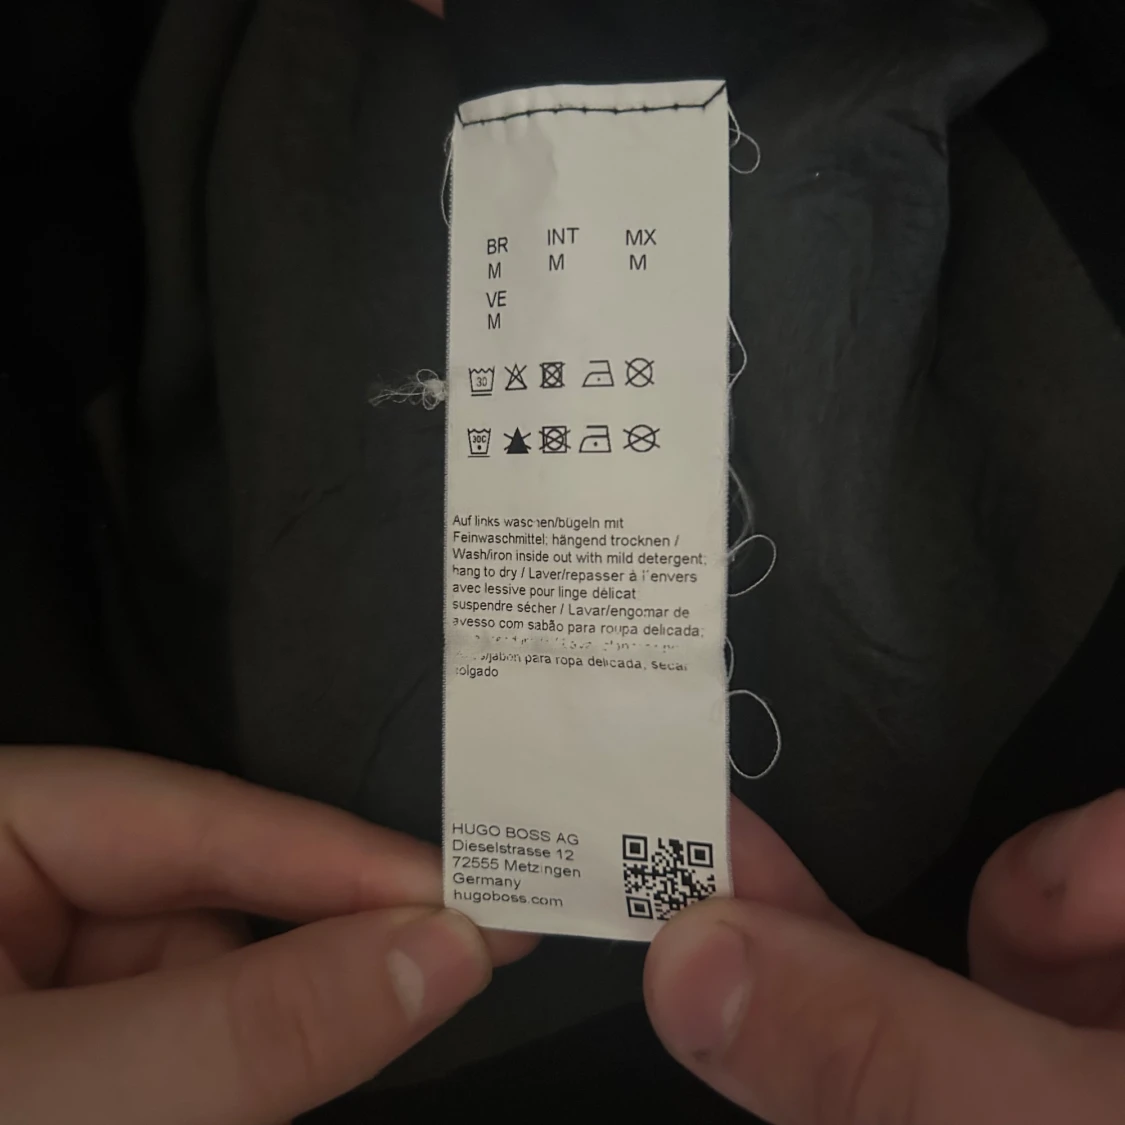 BR INT MX
M M M
VE
M
30
30C
Auf links waschen/bügeln mit
Feinwaschmittel; hängend trocknen /
Wash/iron inside out with mild detergent;
hang to dry / Laver/repasser à l'envers
avec lessive pour linge délicat
suspendre sécher / Lavar/engomar de
avesso com sabão para roupa delicada;
para ropa delicada, secar
colgado
HUGO BOSS AG
Dieselstrasse 12
72555 Metzingen
Germany
hugoboss.com